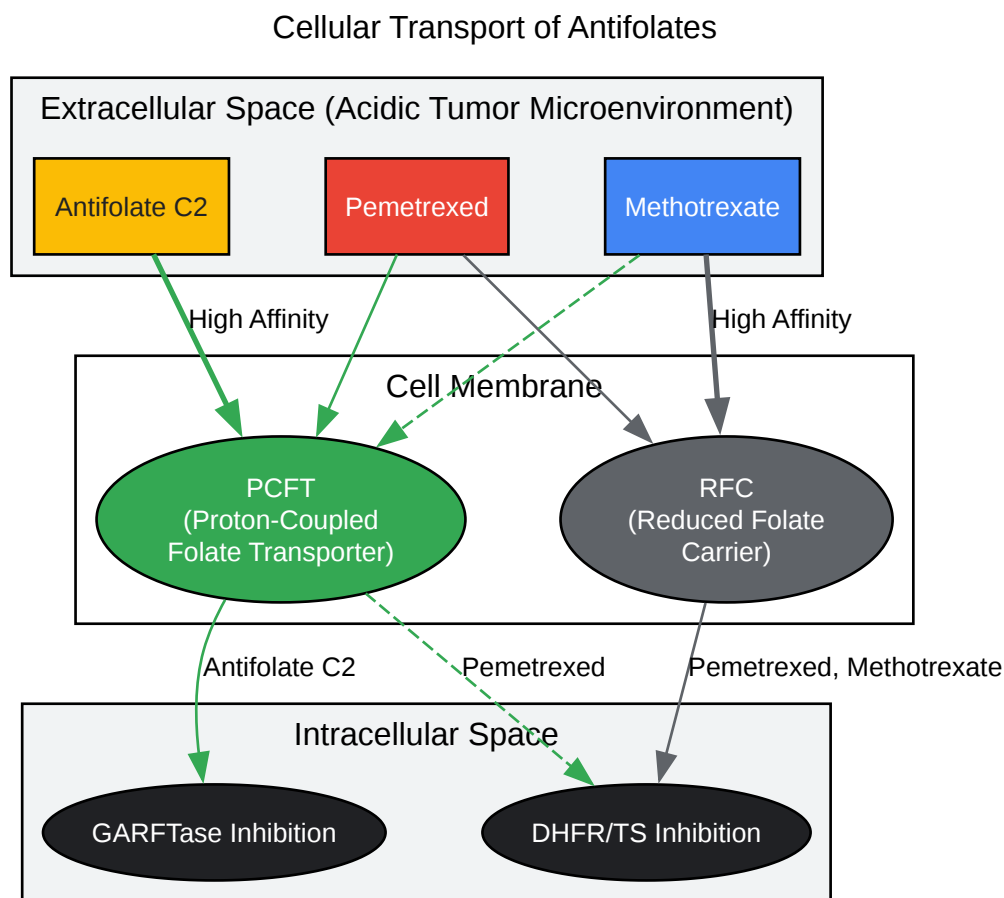 Cellular Transport of Antifolates
Extracellular Space (Acidic Tumor Microenvironment)
Antifolate C2
Pemetrexed
Methotrexate
High Affinity
High Affinity
Cell Membrane
PCFT
(Proton-Coupled
Folate Transporter)
RFC
(Reduced Folate
Carrier)
Antifolate C2
Pemetrexed
Pemetrexed, Methotrexate
Intracellular Space
GARFTase Inhibition
DHFR/TS Inhibition